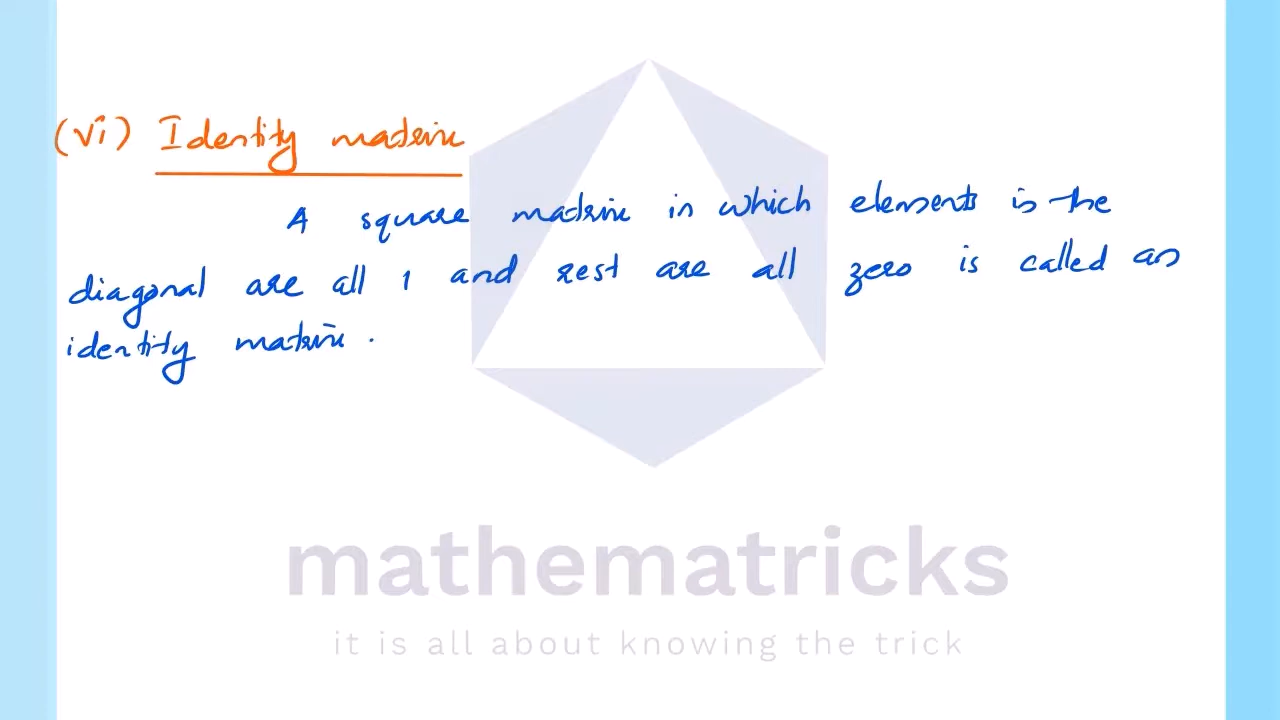 (vi) Identity matrix
A square matrix in which elements in the
diagonal are all 1 and rest are all zero is called an
identity matrix.
mathematricks
it is all about knowing the trick